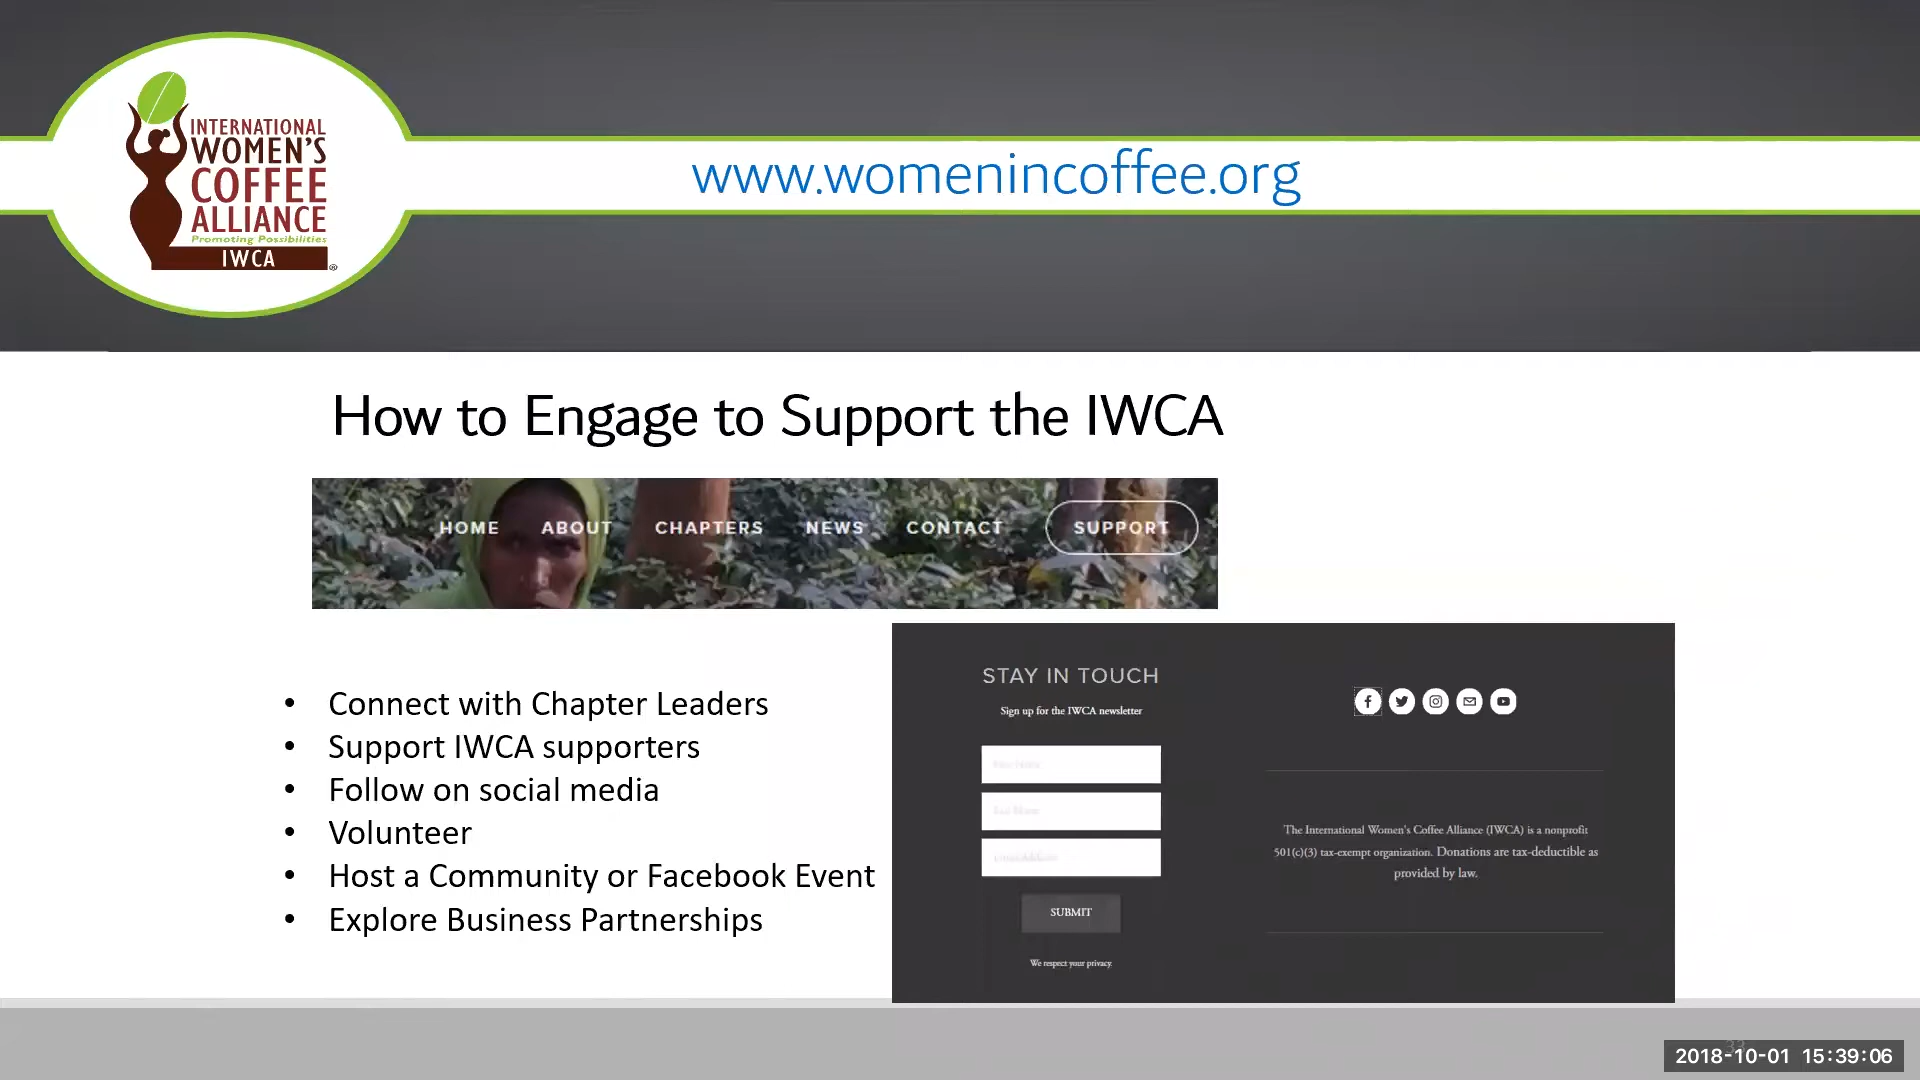 INTERNATIONAL
WOMEN'S
COFFEE
ALLIANCE
Promoting Possibilities
IWCA
®
www.womenincoffee.org
How to Engage to Support the IWCA
HOME ABOUT CHAPTERS NEWS CONTACT SUPPORT
• Connect with Chapter Leaders
• Support IWCA supporters
• Follow on social media
• Volunteer
• Host a Community or Facebook Event
• Explore Business Partnerships
STAY IN TOUCH
Sign up for the IWCA newsletter
SUBMIT
We respect your privacy.
The International Women's Coffee Alliance (IWCA) is a nonprofit
501(c)(3) tax-exempt organization. Donations are tax-deductible as
provided by law.
33
2018-10-01 15:39:06